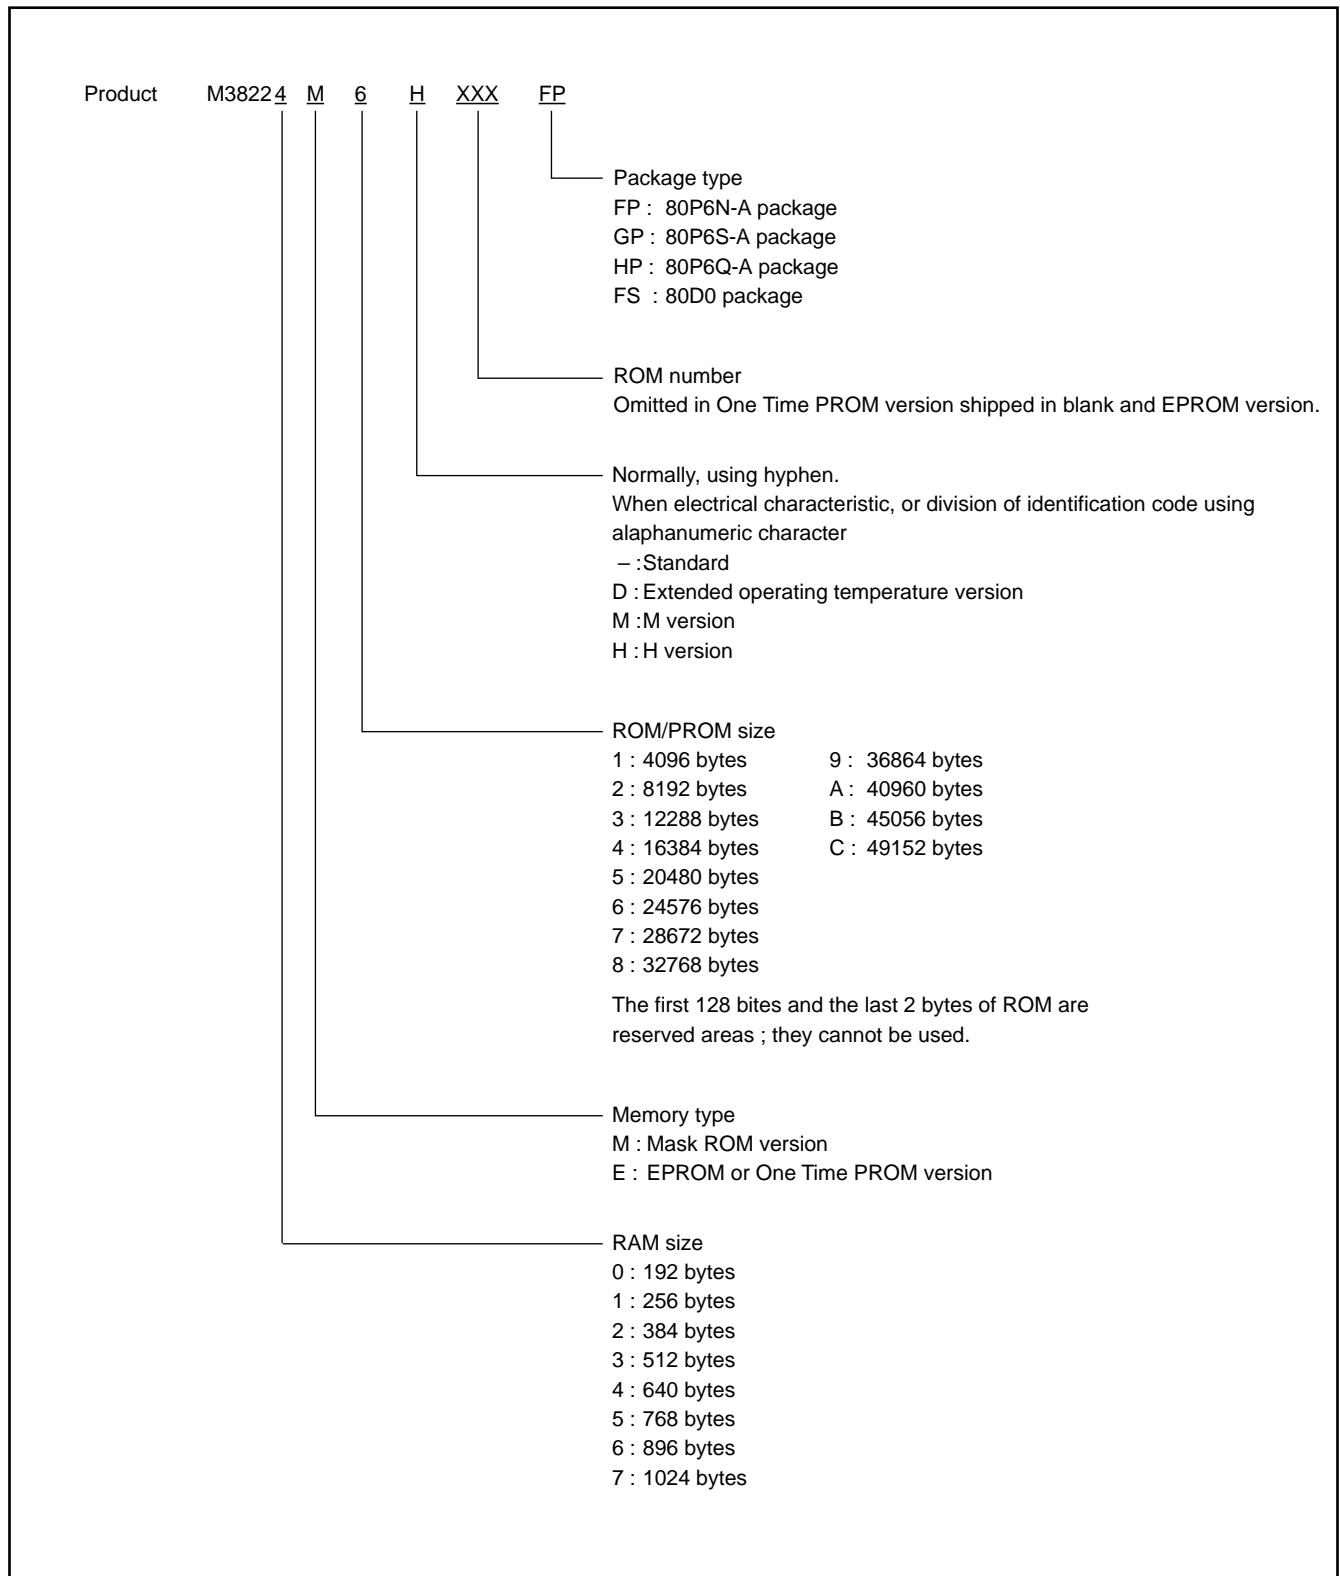 Product M38224 M 6 H XXX FP
Package type
FP : 80P6N-A package
GP : 80P6S-A package
HP : 80P6Q-A package
FS : 80D0 package
ROM number
Omitted in One Time PROM version shipped in blank and EPROM version.
Normally, using hyphen.
When electrical characteristic, or division of identification code using
alaphanumeric character
– : Standard
D : Extended operating temperature version
M : M version
H : H version
ROM/PROM size
1 : 4096 bytes 9 : 36864 bytes
2 : 8192 bytes A : 40960 bytes
3 : 12288 bytes B : 45056 bytes
4 : 16384 bytes C : 49152 bytes
5 : 20480 bytes
6 : 24576 bytes
7 : 28672 bytes
8 : 32768 bytes
The first 128 bites and the last 2 bytes of ROM are
reserved areas ; they cannot be used.
Memory type
M : Mask ROM version
E : EPROM or One Time PROM version
RAM size
0 : 192 bytes
1 : 256 bytes
2 : 384 bytes
3 : 512 bytes
4 : 640 bytes
5 : 768 bytes
6 : 896 bytes
7 : 1024 bytes